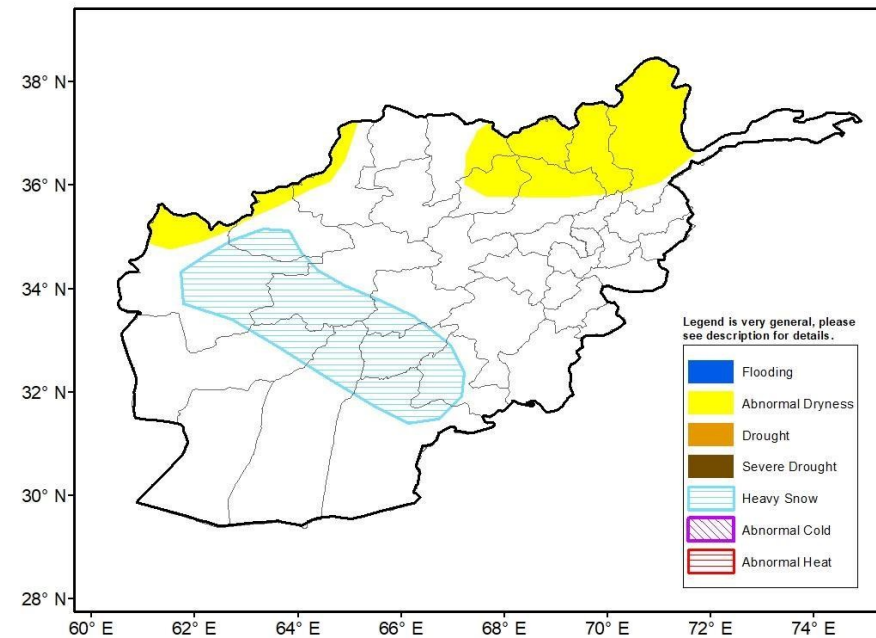 38° N
36° N
34° N
32° N
30° N
28° N
60° E 62° E 64° E 66° E 68° E 70° E 72° E 74° E
Legend is very general, please
see description for details.
Flooding
Abnormal Dryness
Drought
Severe Drought
Heavy Snow
Abnormal Cold
Abnormal Heat